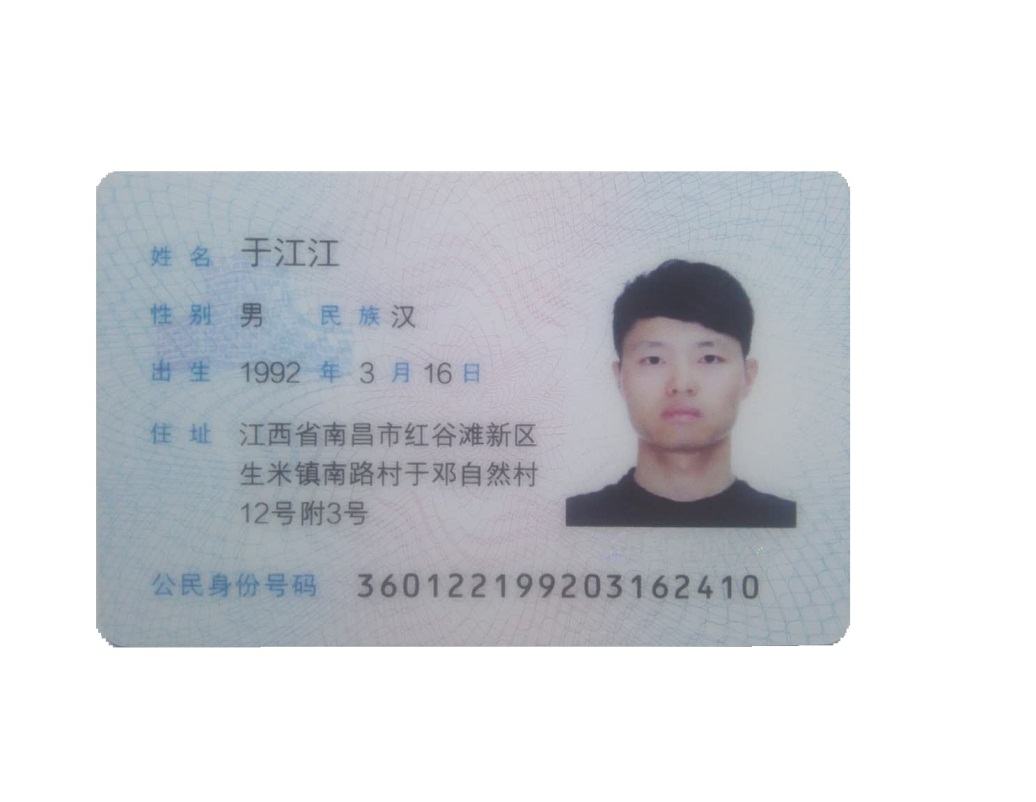 姓名 于江江
性别 男 民族 汉
出生 1992 年 3 月 16 日
住址 江西省南昌市红谷滩新区
生米镇南路村于邓自然村
12号附3号
公民身份号码 360122199203162410